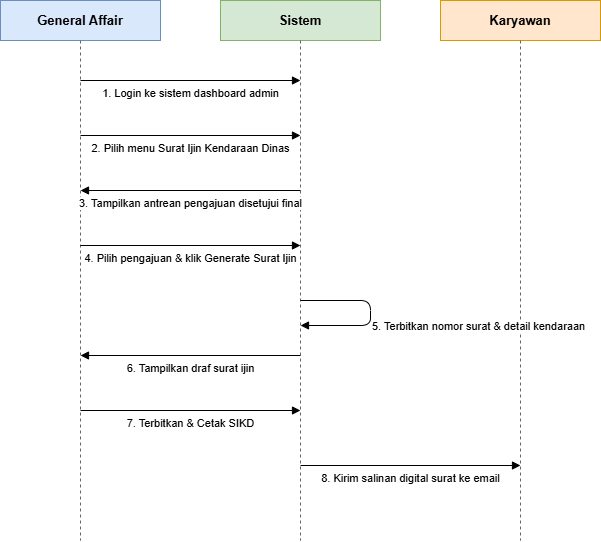 General Affair
Sistem
Karyawan
1. Login ke sistem dashboard admin
2. Pilih menu Surat Ijin Kendaraan Dinas
3. Tampilkan antrean pengajuan disetujui final
4. Pilih pengajuan & klik Generate Surat Ijin
5. Terbitkan nomor surat & detail kendaraan
6. Tampilkan draf surat ijin
7. Terbitkan & Cetak SIKD
8. Kirim salinan digital surat ke email